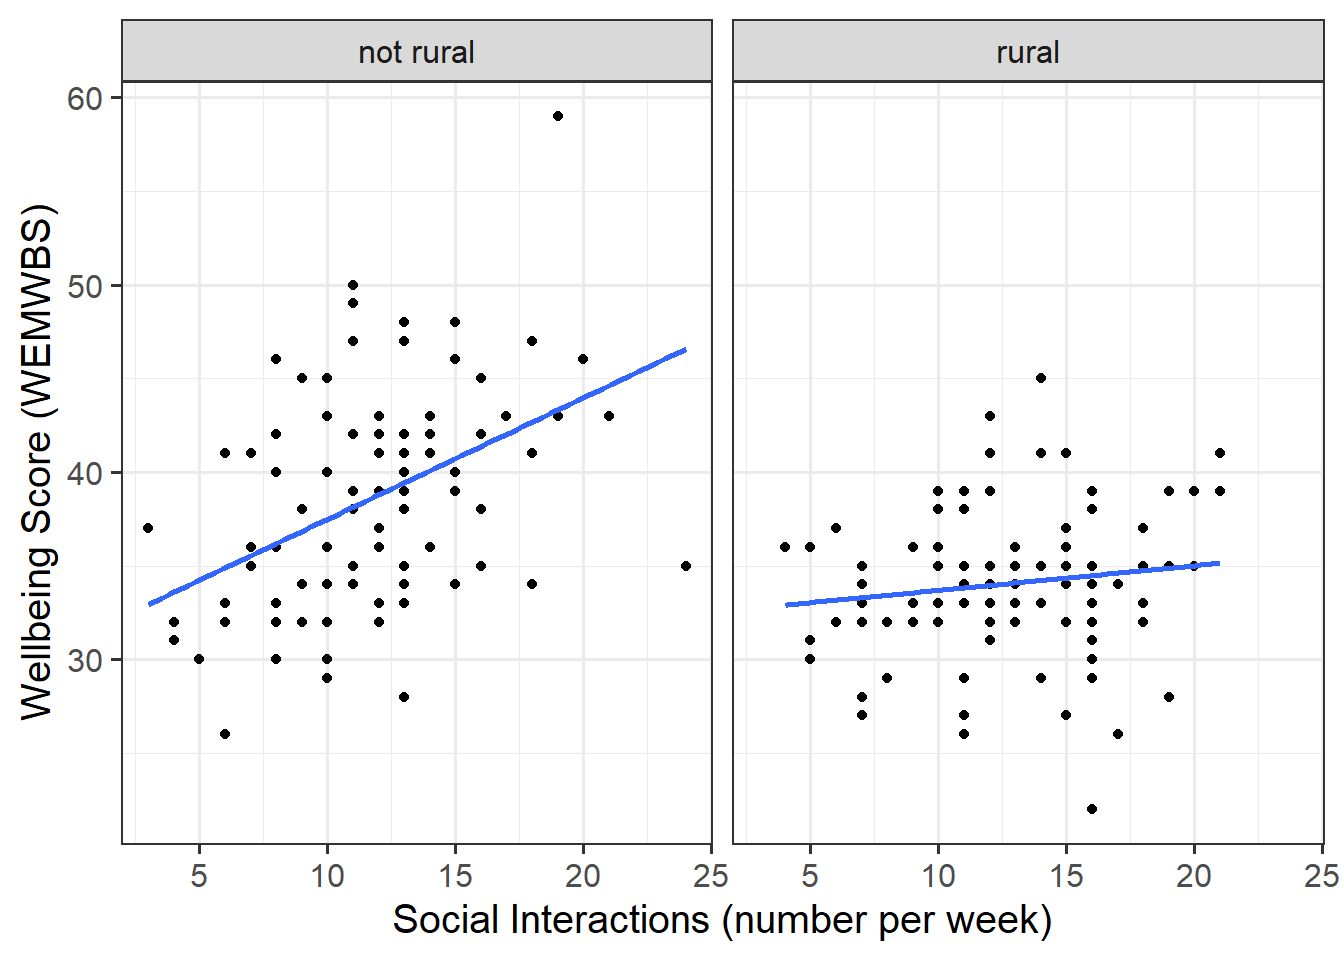 not rural
rural
Wellbeing Score (WEMWBS)
60
50
40
30
5 10 15 20 25
5 10 15 20 25
Social Interactions (number per week)